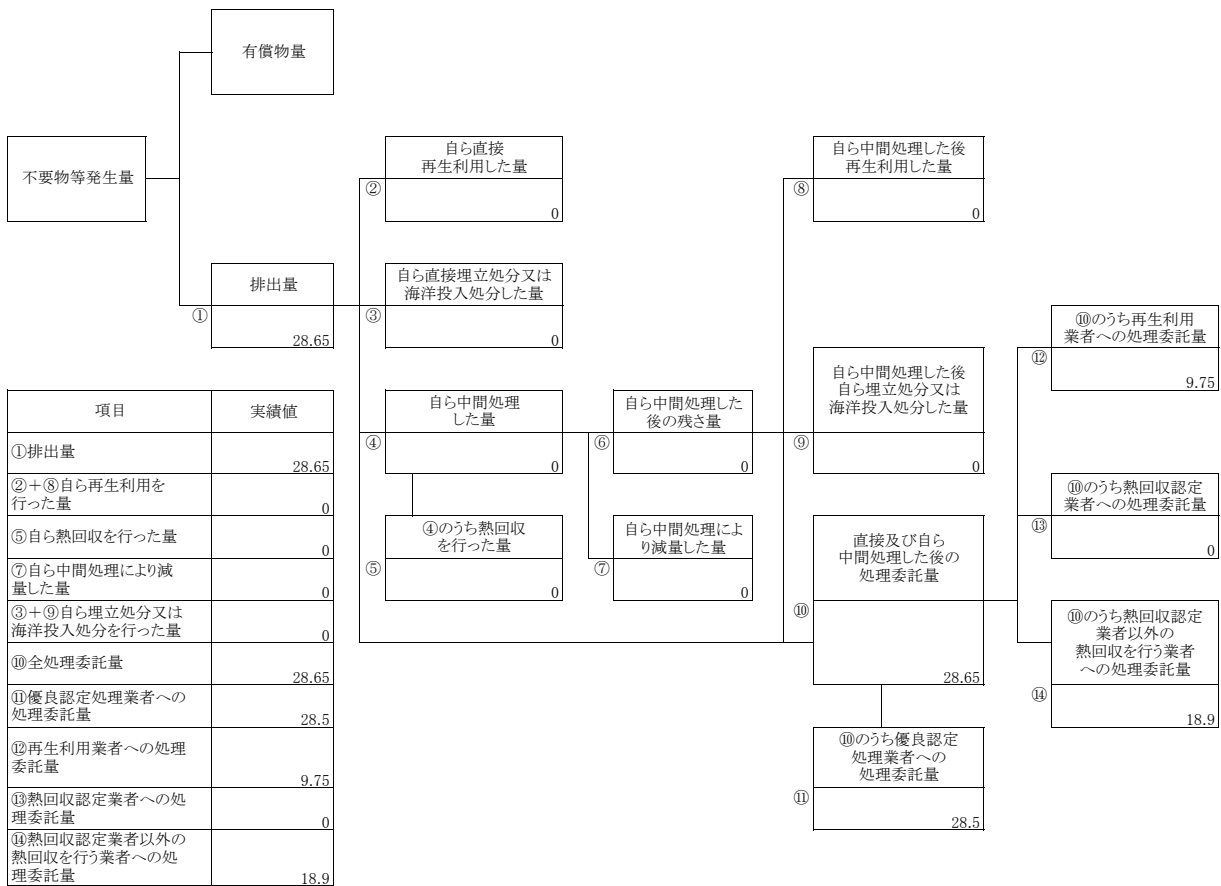 有償物量
不要物等発生量
自ら直接
再生利用した量
②
0
自ら中間処理した後
再生利用した量
⑧
0
排出量
①
28.65
自ら直接埋立処分又は
海洋投入処分した量
③
0
⑩のうち再生利用
業者への処理委託量
⑫
9.75
自ら中間処理
した量
④
0
自ら中間処理した
後の残さ量
⑥
0
自ら中間処理した後
自ら埋立処分又は
海洋投入処分した量
⑨
0
⑩のうち熱回収認定
業者への処理委託量
⑬
0
④のうち熱回収
を行った量
⑤
0
自ら中間処理によ
り減量した量
⑦
0
直接及び自ら
中間処理した後の
処理委託量
⑩
28.65
⑩のうち熱回収認定
業者以外の
熱回収を行う業者
への処理委託量
⑭
18.9
⑩のうち優良認定
処理業者への
処理委託量
⑪
28.5
項目 実績値
①排出量
28.65
②＋⑧自ら再生利用を
行った量
0
⑤自ら熱回収を行った量
0
⑦自ら中間処理により減
量した量
0
③＋⑨自ら埋立処分又は
海洋投入処分を行った量
0
⑩全処理委託量
28.65
⑪優良認定処理業者への
処理委託量
28.5
⑫再生利用業者への処理
委託量
9.75
⑬熱回収認定業者への処
理委託量
0
⑭熱回収認定業者以外の
熱回収を行う業者への処
理委託量
18.9